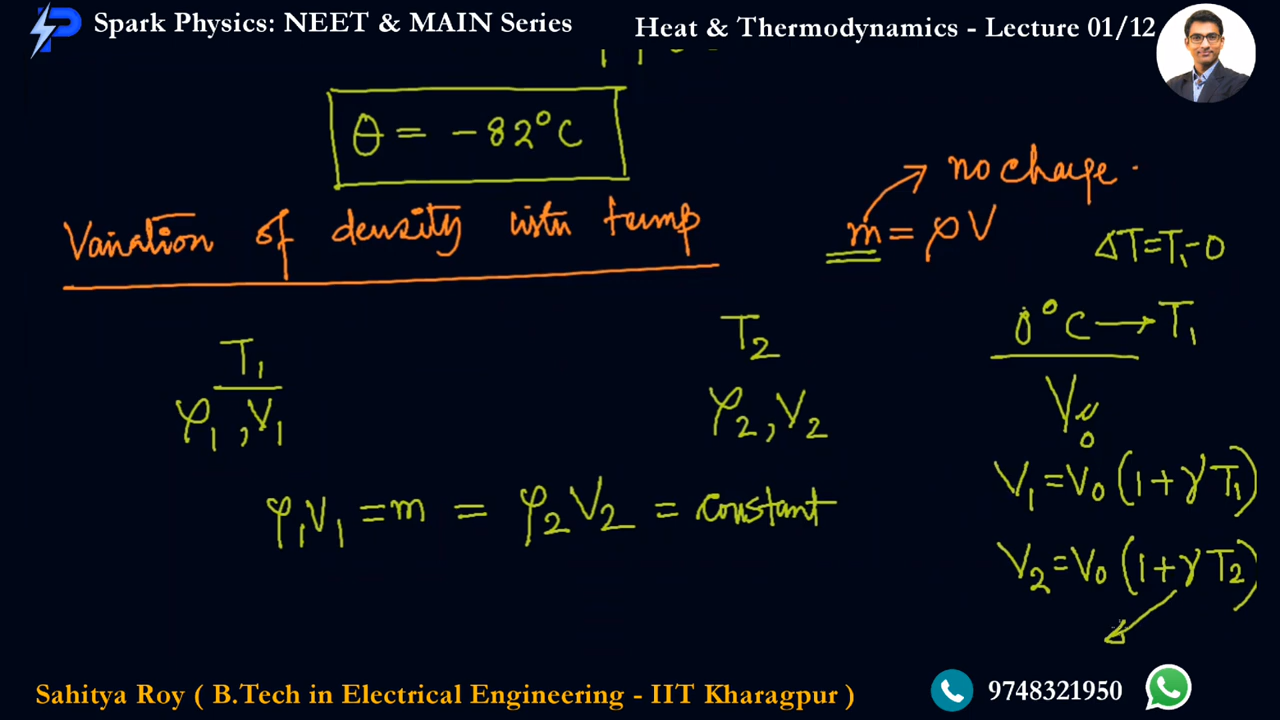 Spark Physics: NEET & MAIN Series
Heat & Thermodynamics - Lecture 01/12
θ = -82°C
no charge.
Variation of density with temp
m = ρV
ΔT = T₁-0
0°C → T₁
T₁
T₂
V₀
ρ₁, V₁
ρ₂, V₂
V₁ = V₀ (1 + γT₁)
ρ₁V₁ = m = ρ₂V₂ = constant
V₂ = V₀ (1 + γT₂)
Sahitya Roy ( B.Tech in Electrical Engineering - IIT Kharagpur )
9748321950